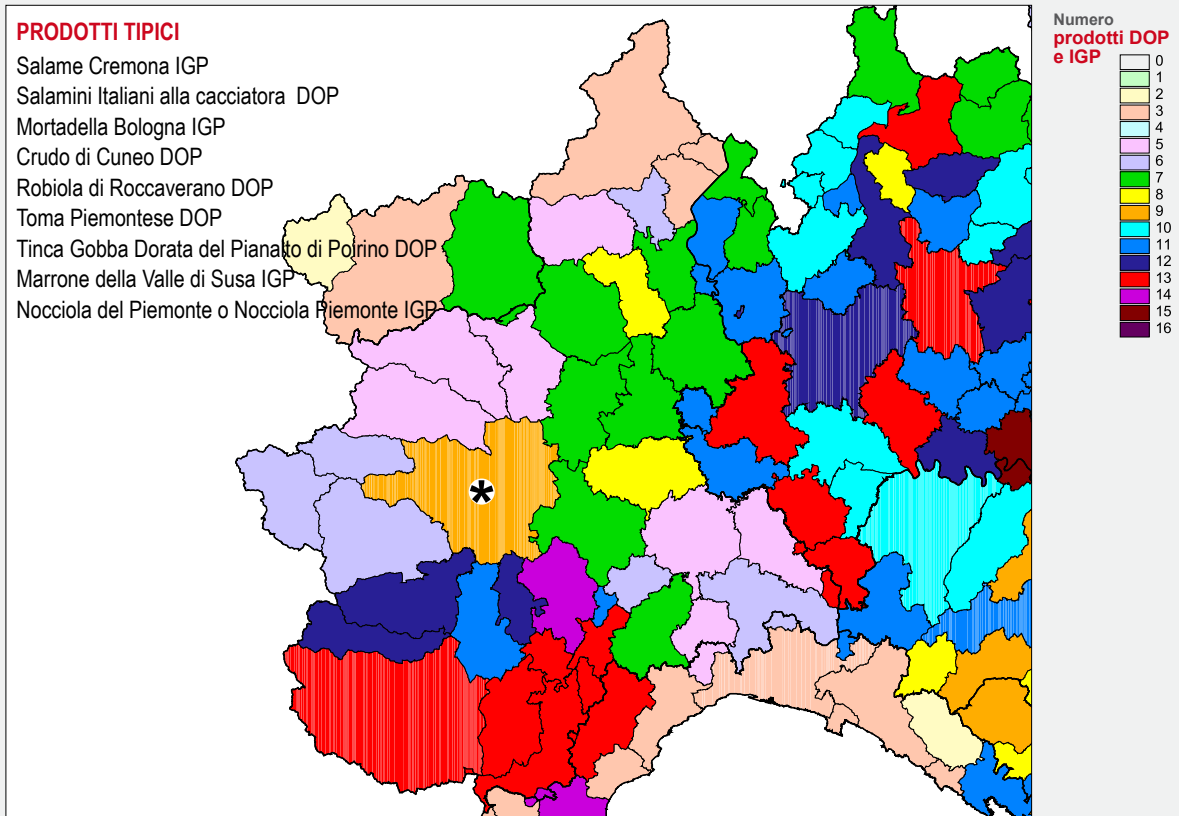 PRODOTTI TIPICI
Salame Cremona IGP
Salamini Italiani alla cacciatora DOP
Mortadella Bologna IGP
Crudo di Cuneo DOP
Robiola di Roccaverano DOP
Toma Piemontese DOP
Tinca Gobba Dorata del Pianalto di Poirino DOP
Marrone della Valle di Susa IGP
Nocciola del Piemonte o Nocciola Piemonte IGP
*
Numero
prodotti DOP
e IGP
0
1
2
3
4
5
6
7
8
9
10
11
12
13
14
15
16